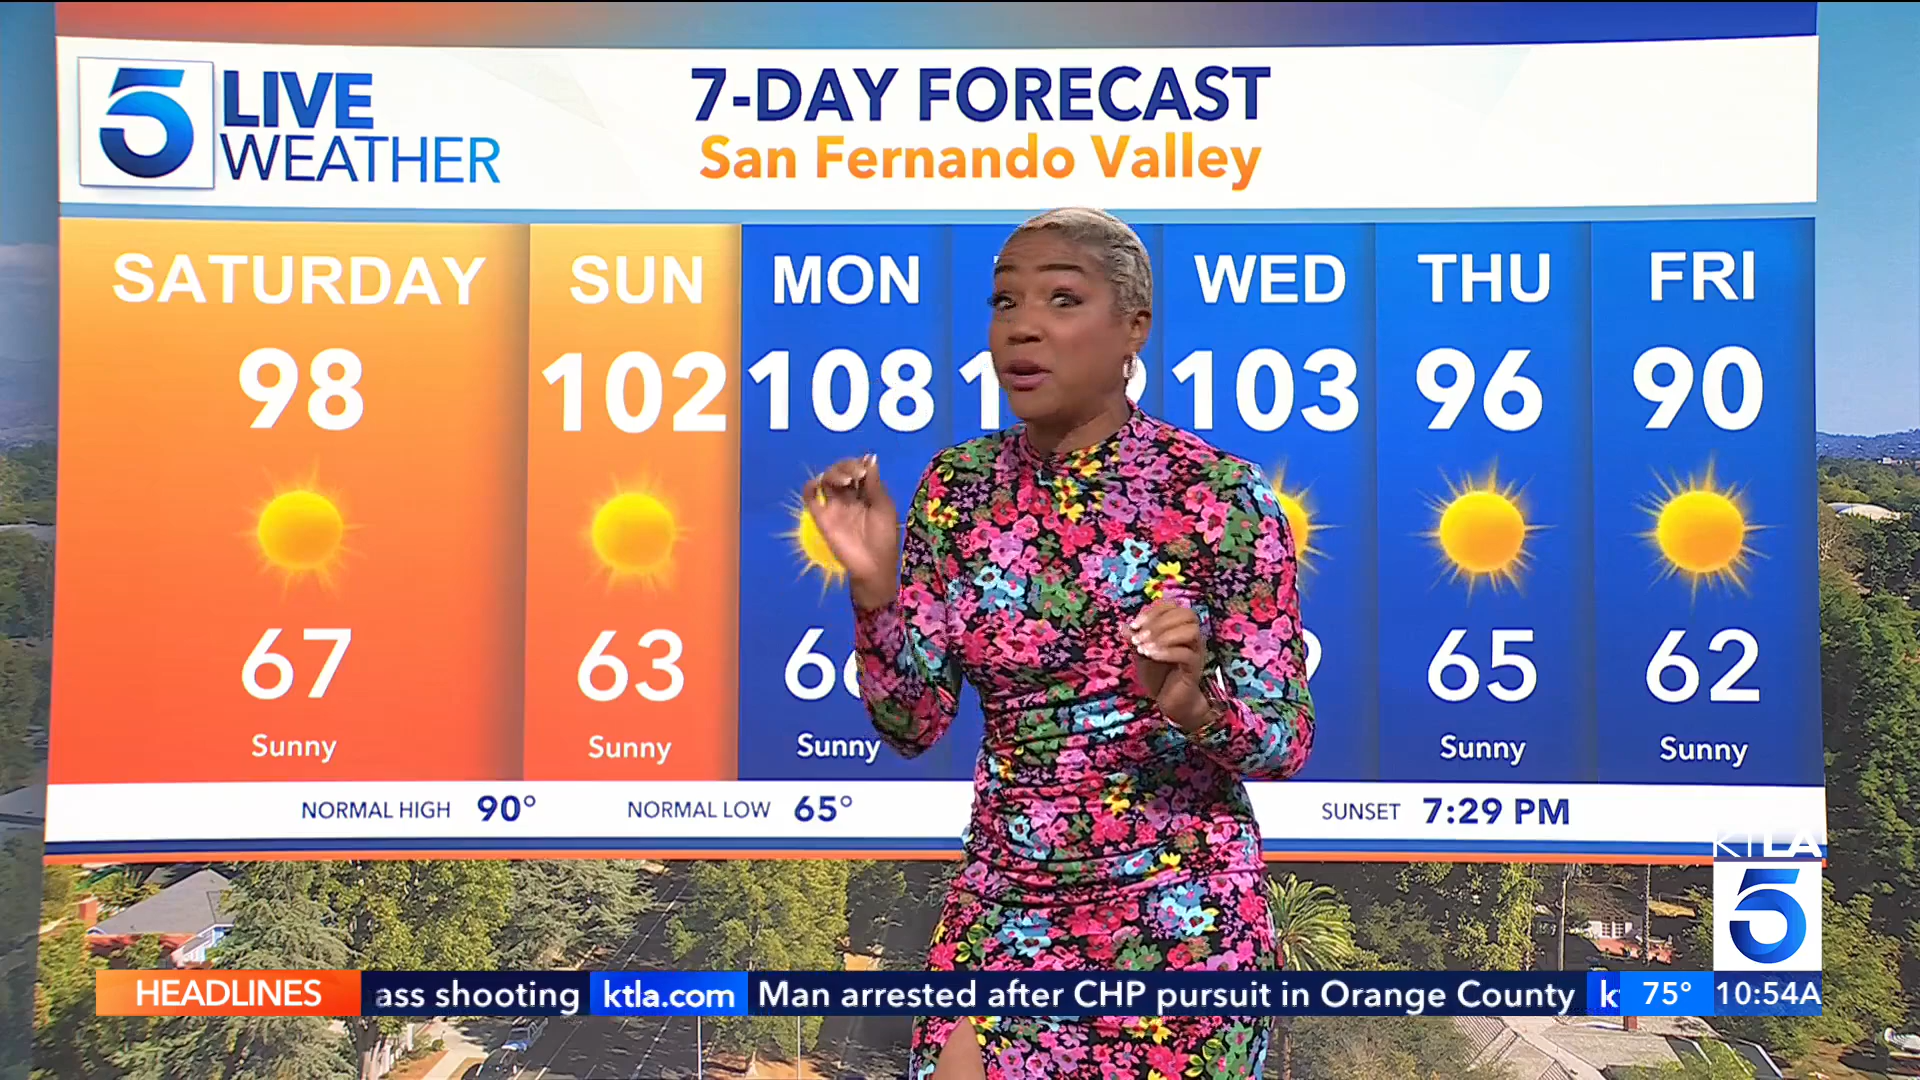 5 LIVE
WEATHER
7-DAY FORECAST
San Fernando Valley
SATURDAY SUN MON WED THU FRI
98 102 108 103 96 90
67 63 65 62
Sunny Sunny Sunny Sunny Sunny
NORMAL HIGH 90° NORMAL LOW 65° SUNSET 7:29 PM
KTLA
5
HEADLINES ass shooting ktla.com Man arrested after CHP pursuit in Orange County 75° 10:54A